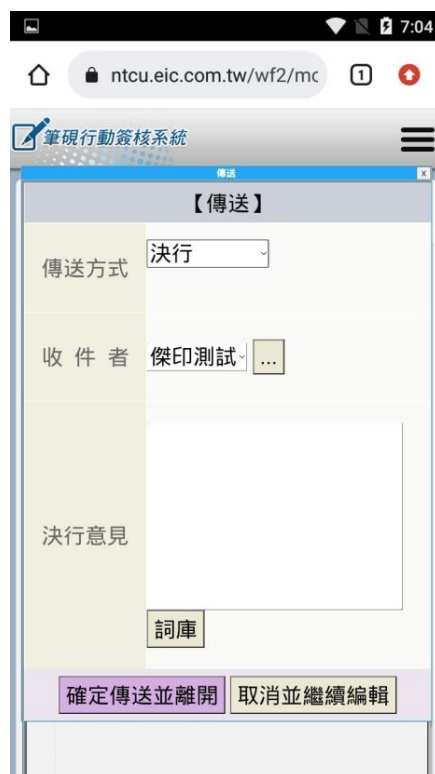 7:04
ntcu.eic.com.tw/wf2/mc
1
筆硯行動簽核系統
傳送
x
【傳送】
傳送方式
決行
收 件 者
傑印測試
...
決行意見
詞庫
確定傳送並離開
取消並繼續編輯